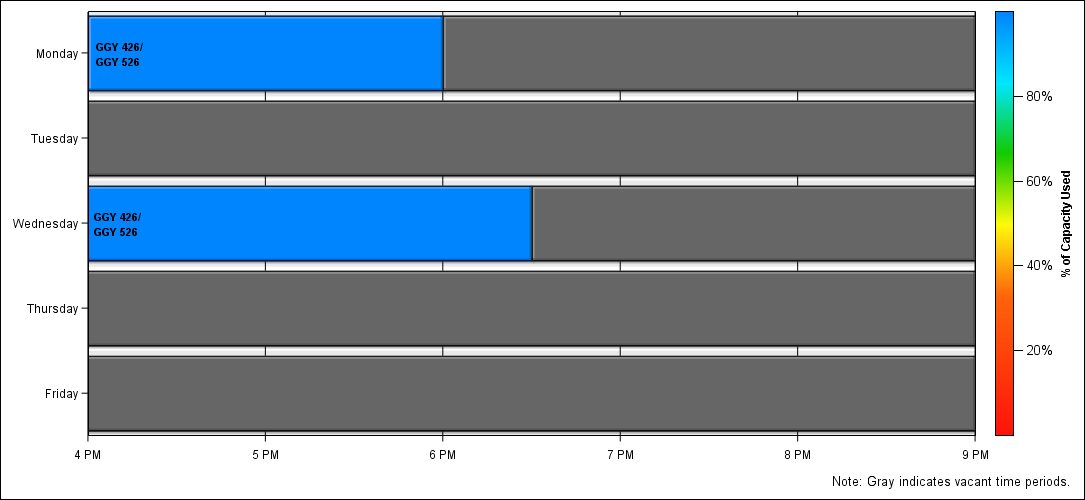 Monday
GGY 426/
GGY 526
Tuesday
Wednesday
GGY 426/
GGY 526
Thursday
Friday
4 PM 5 PM 6 PM 7 PM 8 PM 9 PM
80%
60%
40%
20%
% of Capacity Used
Note: Gray indicates vacant time periods.